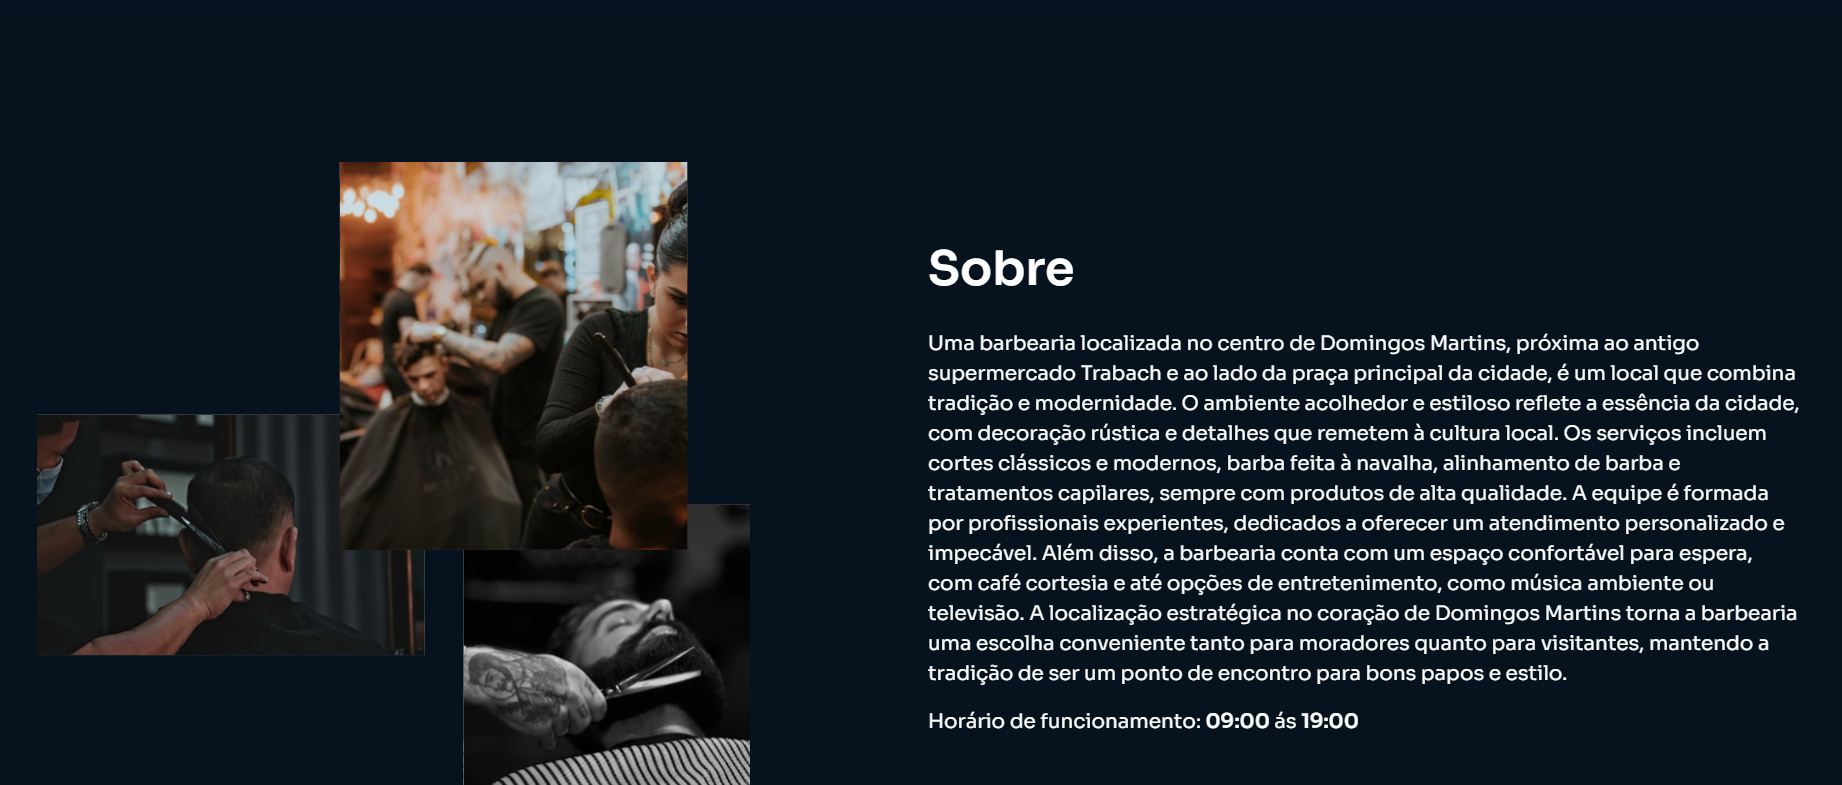 Sobre
Uma barbearia localizada no centro de Domingos Martins, próxima ao antigo
supermercado Trabach e ao lado da praça principal da cidade, é um local que combina
tradição e modernidade. O ambiente acolhedor e estiloso reflete a essência da cidade,
com decoração rústica e detalhes que remetem à cultura local. Os serviços incluem
cortes clássicos e modernos, barba feita à navalha, alinhamento de barba e
tratamentos capilares, sempre com produtos de alta qualidade. A equipe é formada
por profissionais experientes, dedicados a oferecer um atendimento personalizado e
impecável. Além disso, a barbearia conta com um espaço confortável para espera,
com café cortesia e até opções de entretenimento, como música ambiente ou
televisão. A localização estratégica no coração de Domingos Martins torna a barbearia
uma escolha conveniente tanto para moradores quanto para visitantes, mantendo a
tradição de ser um ponto de encontro para bons papos e estilo.
Horário de funcionamento: 09:00 ás 19:00